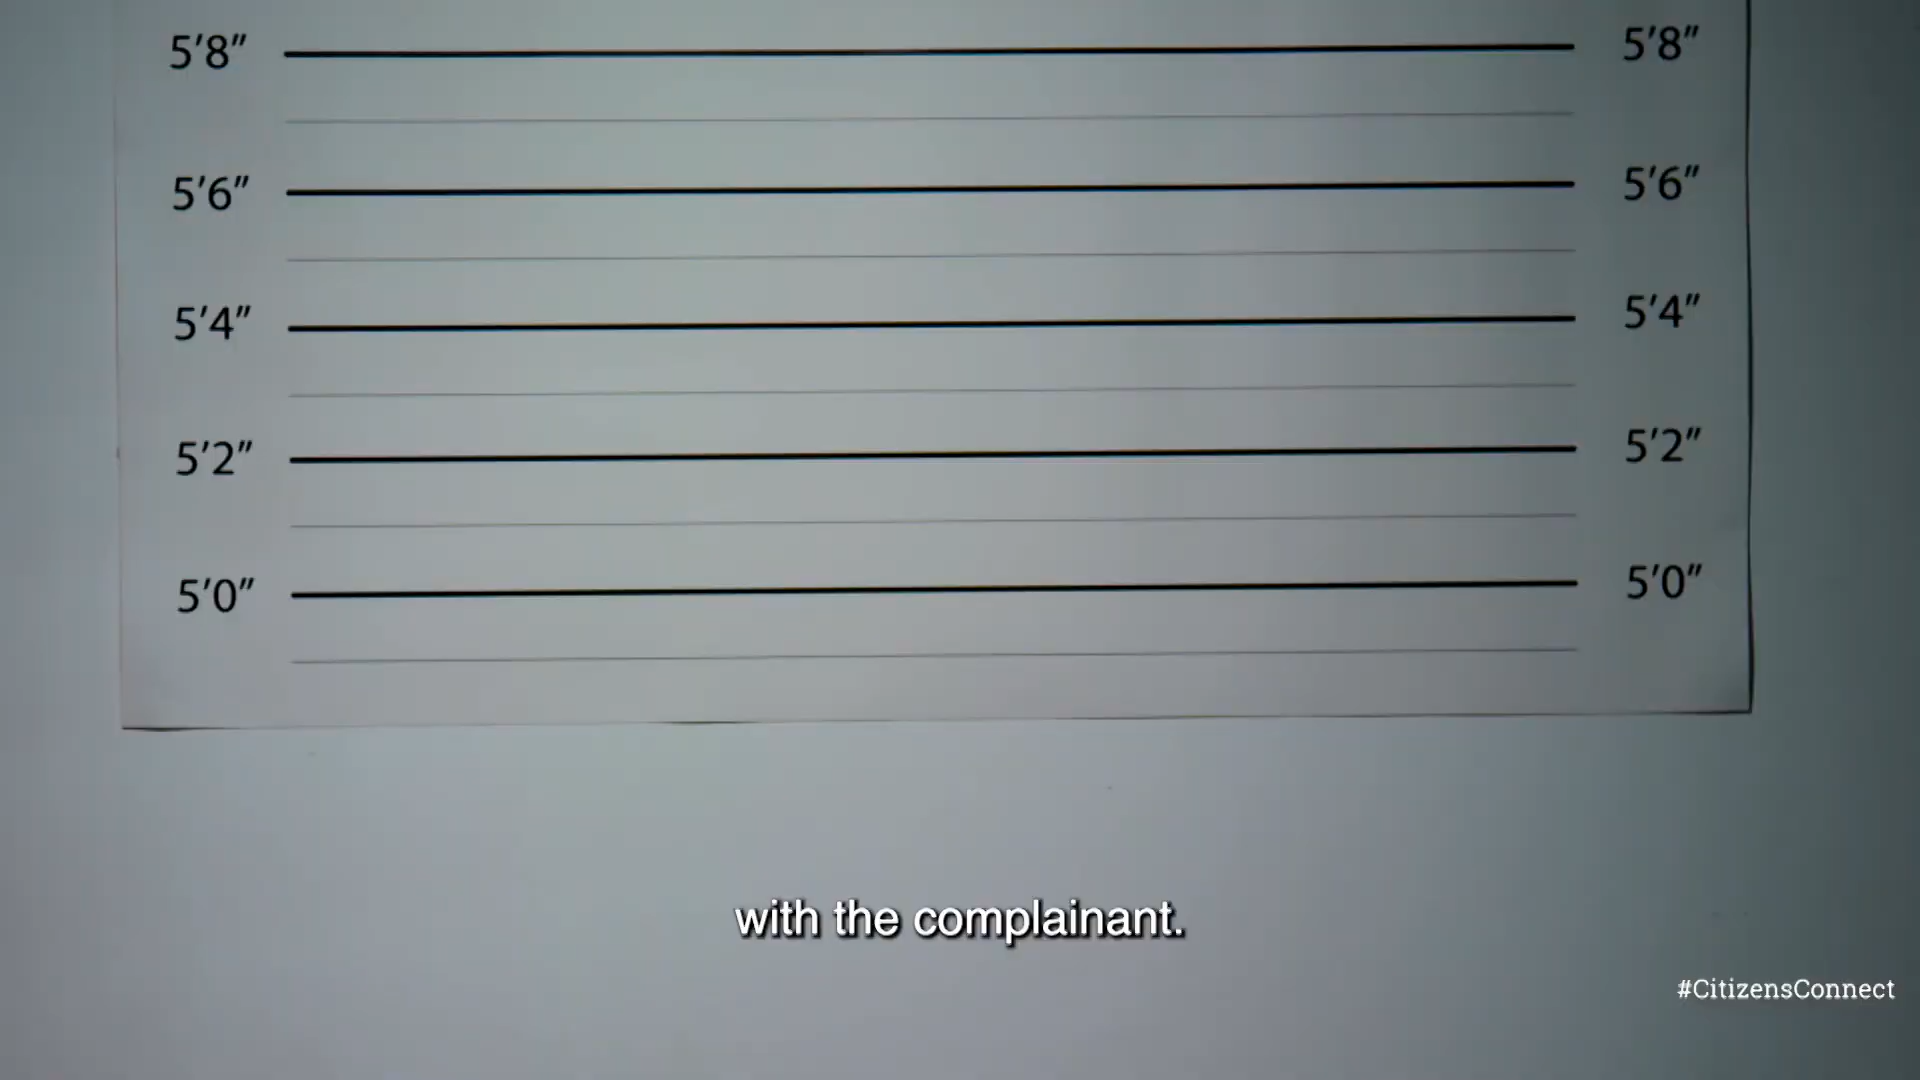 5'8" 5'8"
5'6" 5'6"
5'4" 5'4"
5'2" 5'2"
5'0" 5'0"
with the complainant.
#CitizensConnect